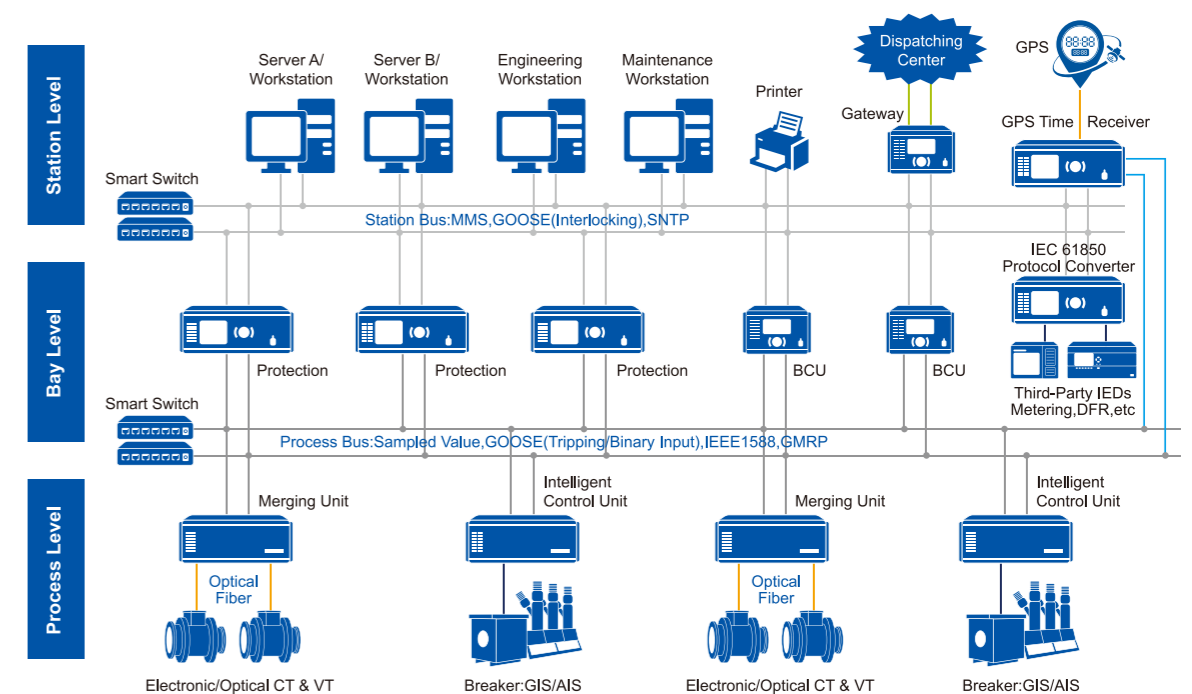 Station Level
Server A/
Workstation
Server B/
Workstation
Engineering
Workstation
Maintenance
Workstation
Printer
Dispatching
Center
Gateway
GPS
88:88
GPS Time Receiver
Smart Switch
Station Bus:MMS,GOOSE(Interlocking),SNTP
Bay Level
IEC 61850
Protocol Converter
Protection
Protection
Protection
BCU
BCU
Third-Party IEDs
Metering,DFR,etc
Smart Switch
Process Bus:Sampled Value,GOOSE(Tripping/Binary Input),IEEE1588,GMRP
Process Level
Merging Unit
Intelligent
Control Unit
Merging Unit
Intelligent
Control Unit
Optical
Fiber
Optical
Fiber
Electronic/Optical CT & VT
Breaker:GIS/AIS
Electronic/Optical CT & VT
Breaker:GIS/AIS